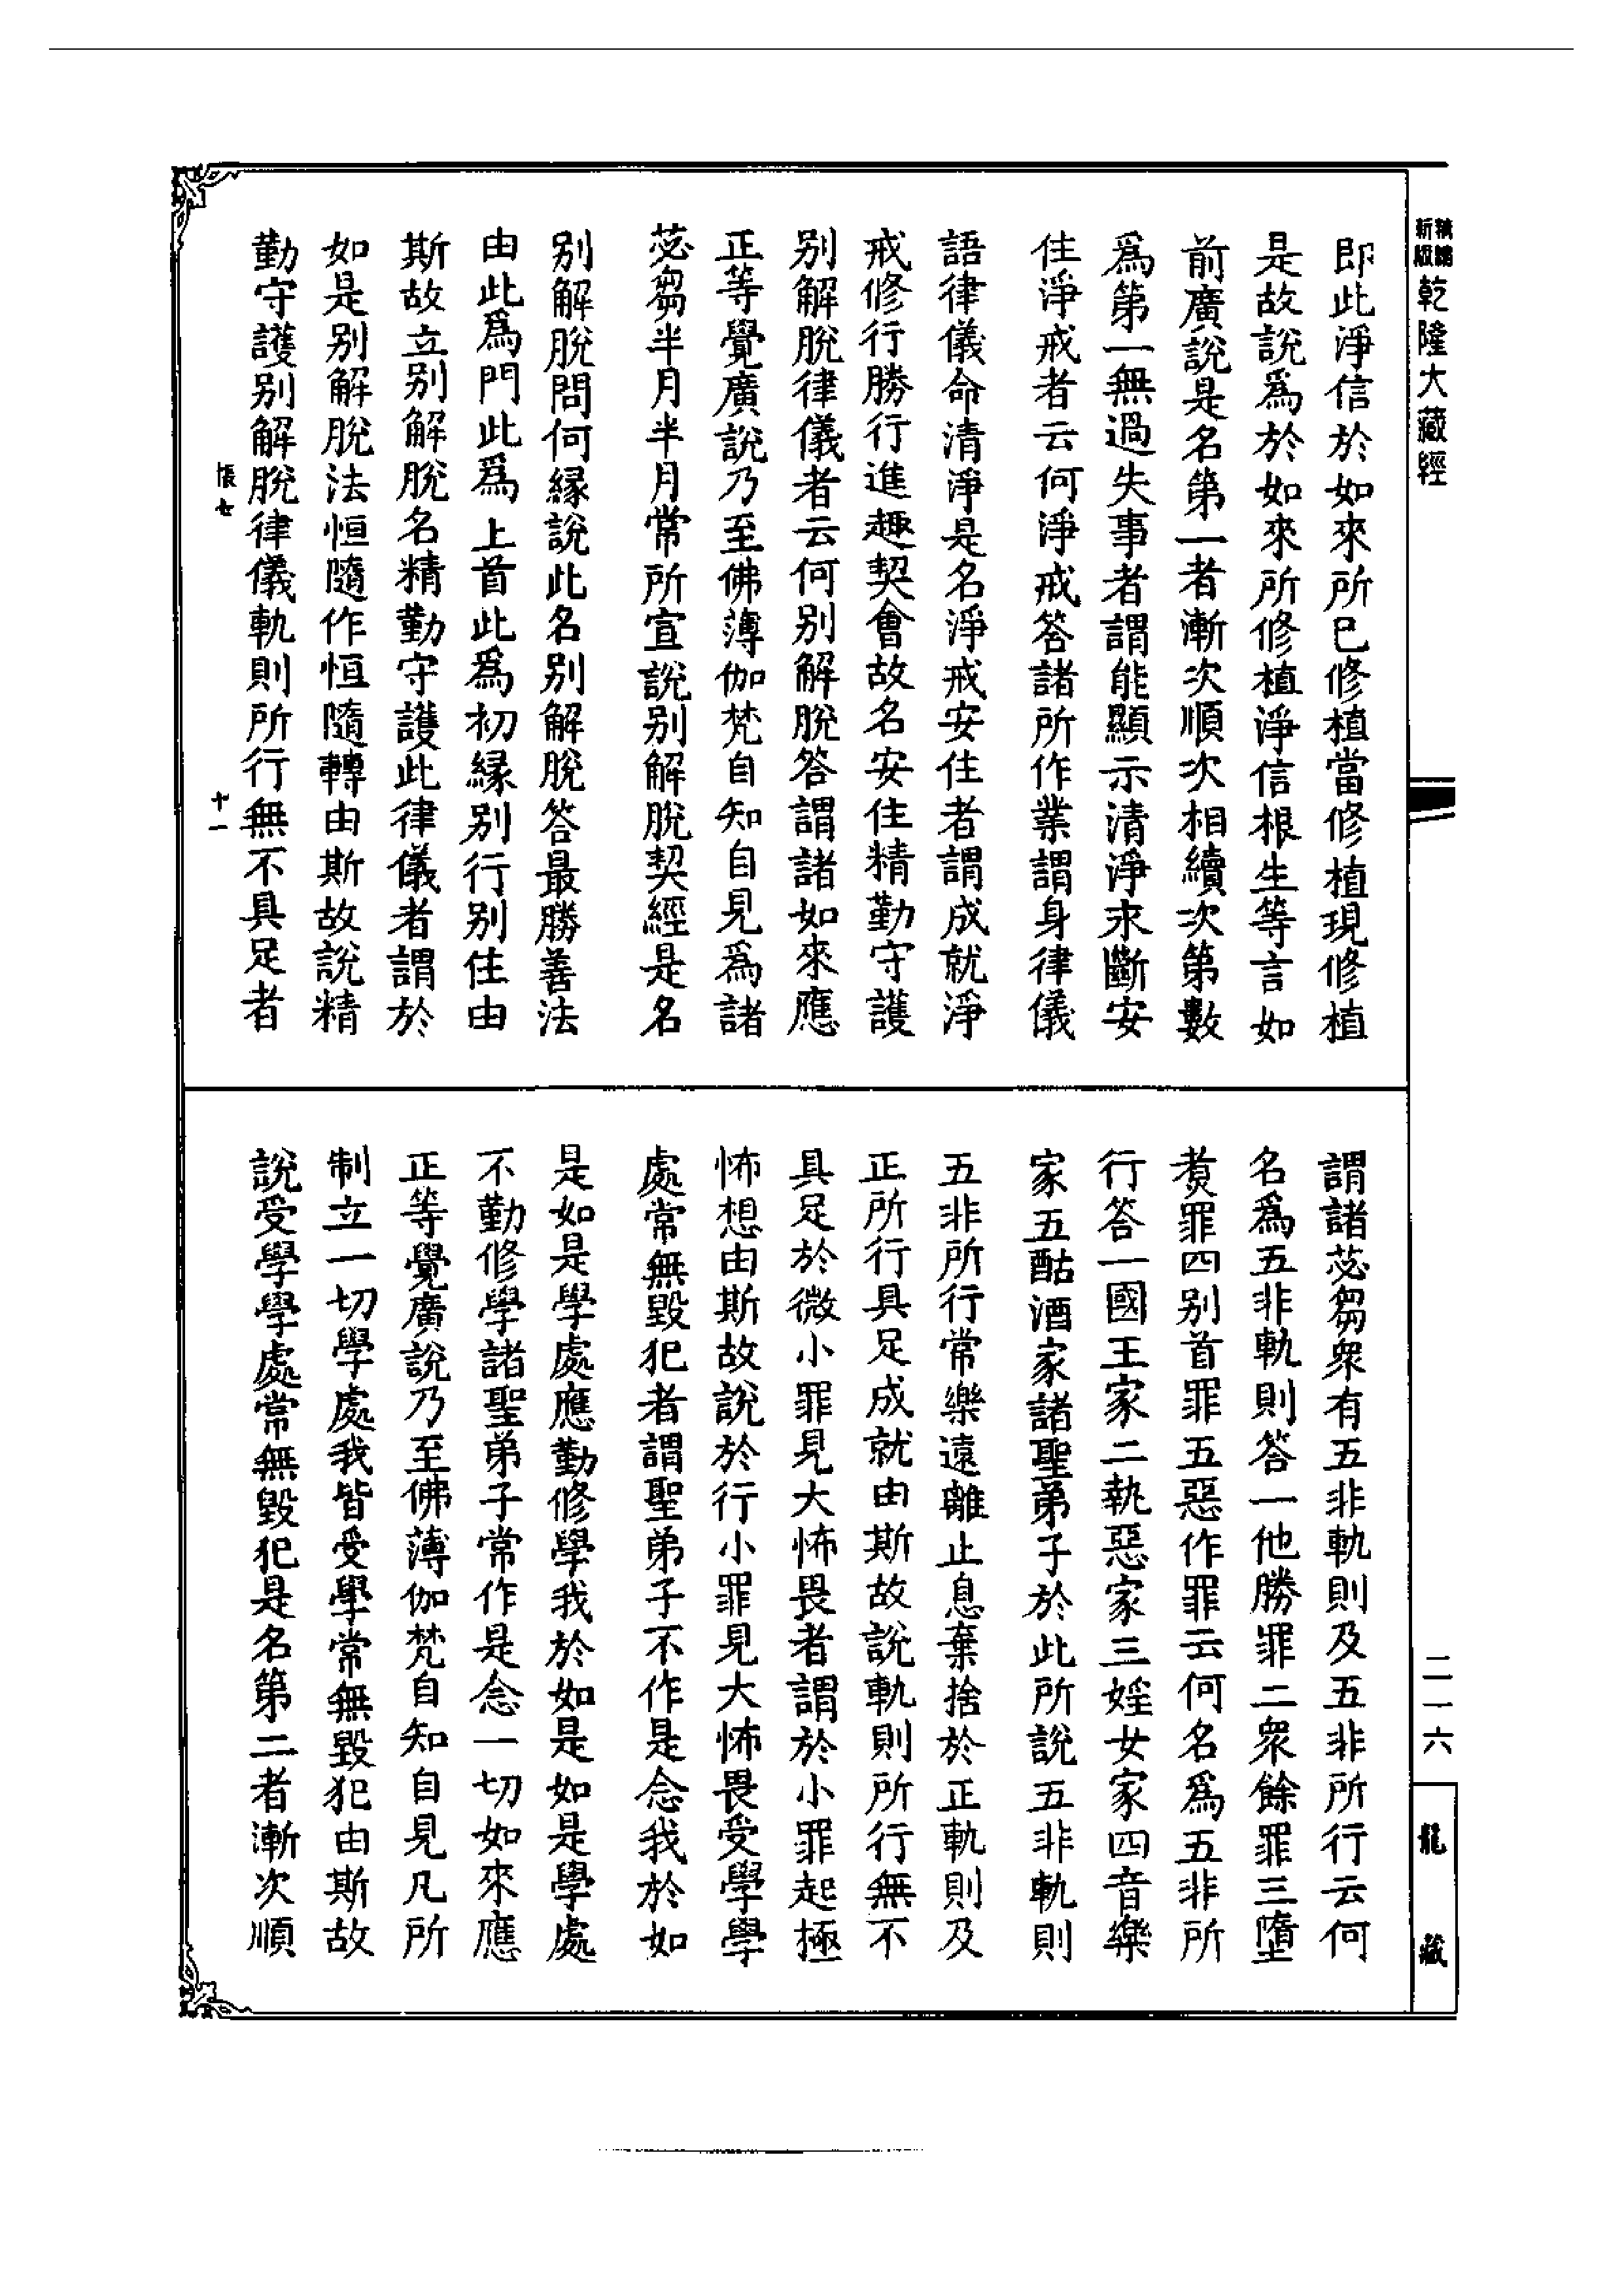 新版 精緻 乾隆大藏經
即此淨信於如來所已修植當修植現修植
是故說爲於如來所修植淨信根生等言如
前廣說是名第一者漸次順次相續次第數
爲第一無過失事者謂能顯示清淨求斷安
住淨戒者云何淨戒答諸所作業謂身律儀
語律儀命清淨是名淨戒安住者謂成就淨
戒修行勝行進趣契會故名安住精勤守護
別解脫律儀者云何別解脫答謂諸如來應
正等覺廣說乃至佛薄伽梵自知自見爲諸
苾芻半月半月常所宣說別解脫契經是名
別解脫問何緣說此名別解脫答最勝善法
由此爲門此爲上首此爲初緣別行別住由
斯故立別解脫名精勤守護此律儀者謂於
如是別解脫法恒隨作恒隨轉由斯故說精
勤守護別解脫律儀軌則所行無不具足者
悵七
十一
謂諸苾芻衆有五非軌則及五非所行云何
名爲五非軌則答一他勝罪二衆餘罪三墮
煑罪四別首罪五惡作罪云何名爲五非所
行答一國王家二執惡家三婬女家四音樂
家五酤酒家諸聖弟子於此所說五非軌則
五非所行常樂遠離止息棄捨於正軌則及
正所行具足成就由斯故說軌則所行無不
具足於微小罪見大怖畏者謂於小罪起極
怖想由斯故說於行小罪見大怖畏受學學
處常無毀犯者謂聖弟子不作是念我於如
是如是學處應勤修學我於如是如是學處
不勤修學諸聖弟子常作是念一切如來應
正等覺廣說乃至佛薄伽梵自知自見凡所
制立一切學處我皆受學常無毀犯由斯故
說受學學處常無毀犯是名第二者漸次順
二一六
龍藏